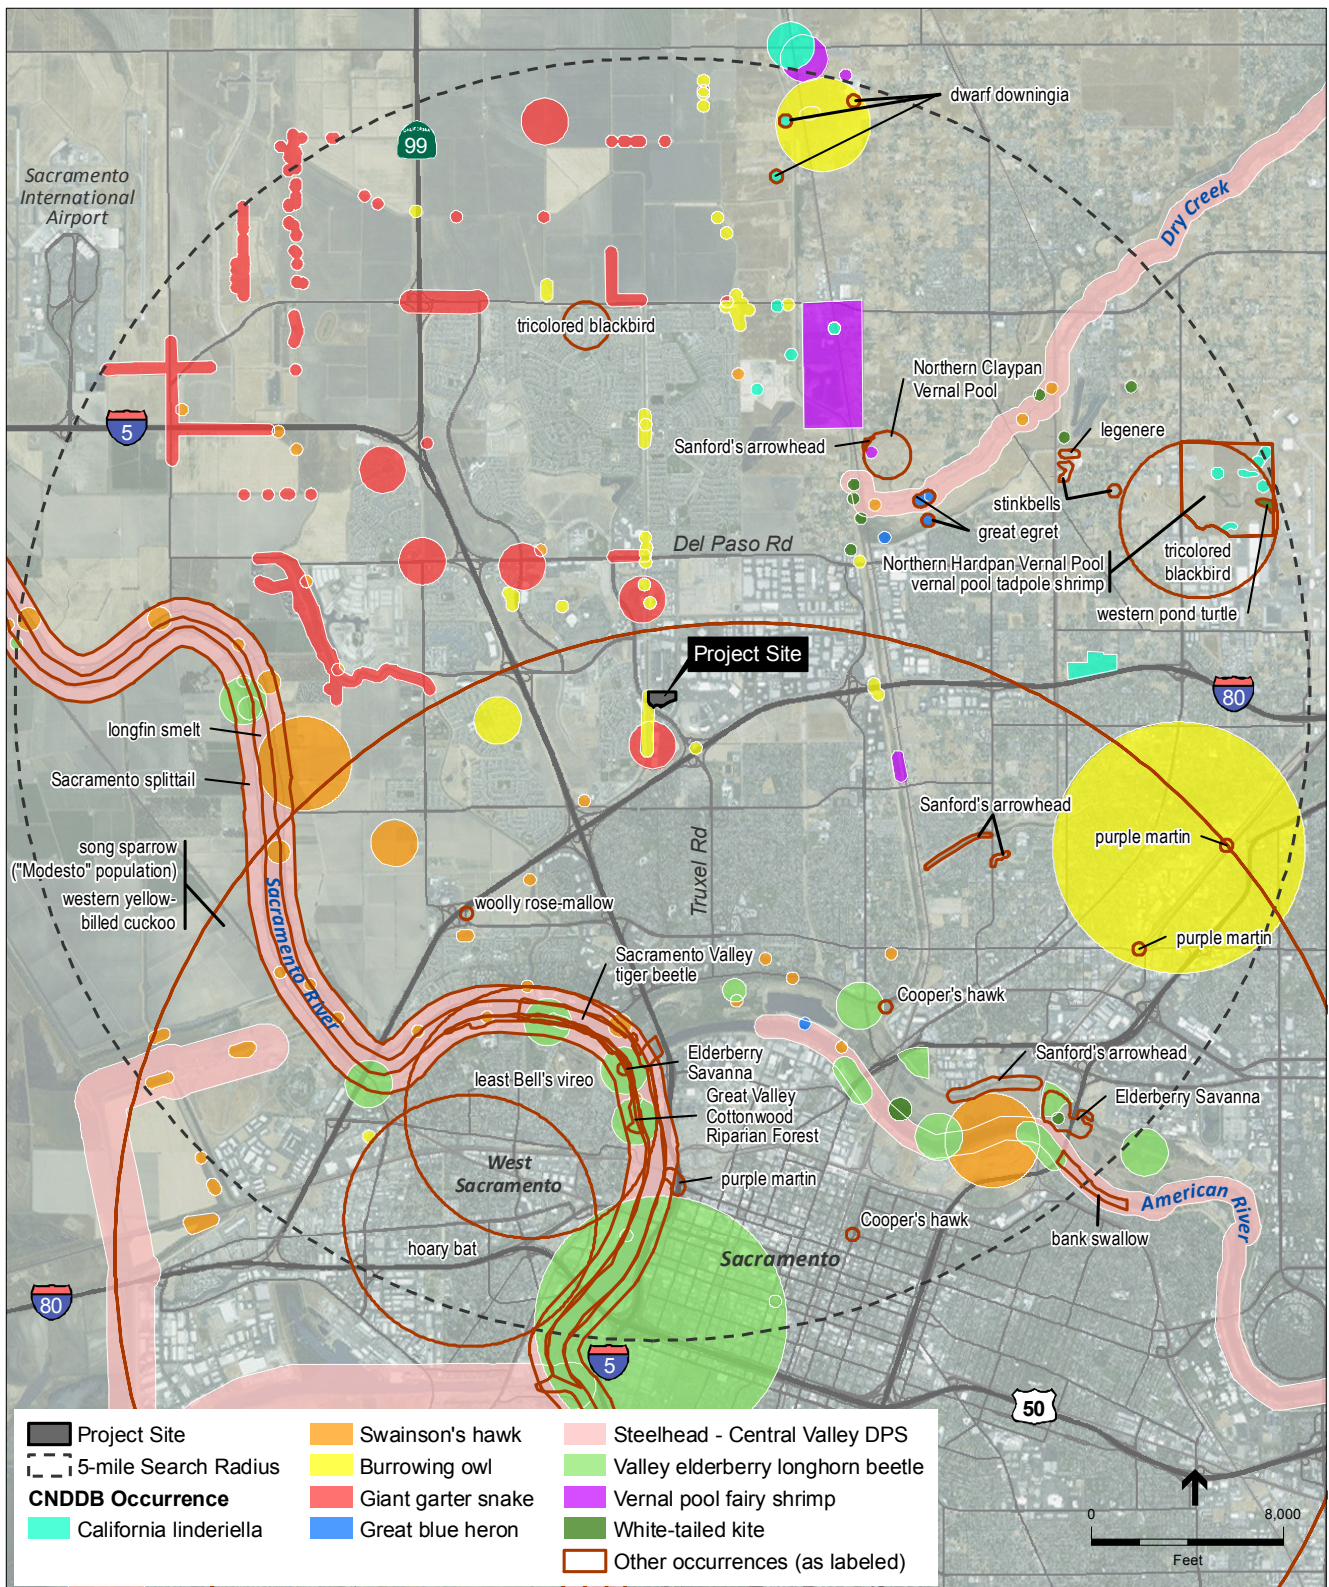 dwarf downingia
CALIFORNIA
99
Sacramento
International
Airport
Dry Creek
tricolored blackbird
Northern Claypan
Vernal Pool
5
Sanford's arrowhead
legenere
stinkbells
great egret
Del Paso Rd
Northern Hardpan Vernal Pool
vernal pool tadpole shrimp
tricolored
blackbird
western pond turtle
Project Site
80
longfin smelt
Sacramento splittail
Sanford's arrowhead
purple martin
song sparrow
("Modesto" population)
western yellow-
billed cuckoo
Truxel Rd
woolly rose-mallow
Sacramento River
purple martin
Sacramento Valley
tiger beetle
Cooper's hawk
Elderberry
Savanna
least Bell's vireo
Sanford's arrowhead
Great Valley
Cottonwood
Riparian Forest
Elderberry Savanna
West
Sacramento
purple martin
American River
Cooper's hawk
bank swallow
hoary bat
Sacramento
80
5
50
Project Site
5-mile Search Radius
CNDDB Occurrence
California linderiella
Swainson's hawk
Burrowing owl
Giant garter snake
Great blue heron
Steelhead - Central Valley DPS
Valley elderberry longhorn beetle
Vernal pool fairy shrimp
White-tailed kite
Other occurrences (as labeled)
0 8,000
Feet